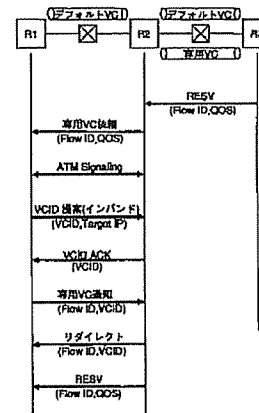 デフォルトVC デフォルトVC
R1 R2
専用VC
RESV
(Flow ID,QOS)
専用VC依頼
(Flow ID,QOS)
ATM Signaling
VCID 提案(インバンド)
(VCID,Target IP)
VCID ACK
(VCID)
専用VC通知
(Flow ID,VCID)
リダイレクト
(Flow ID,VCID)
RESV
(Flow ID,QOS)